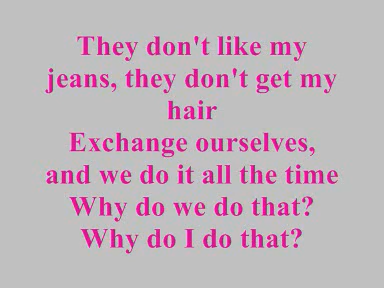 They don't like my
jeans, they don't get my
hair
Exchange ourselves,
and we do it all the time
Why do we do that?
Why do I do that?